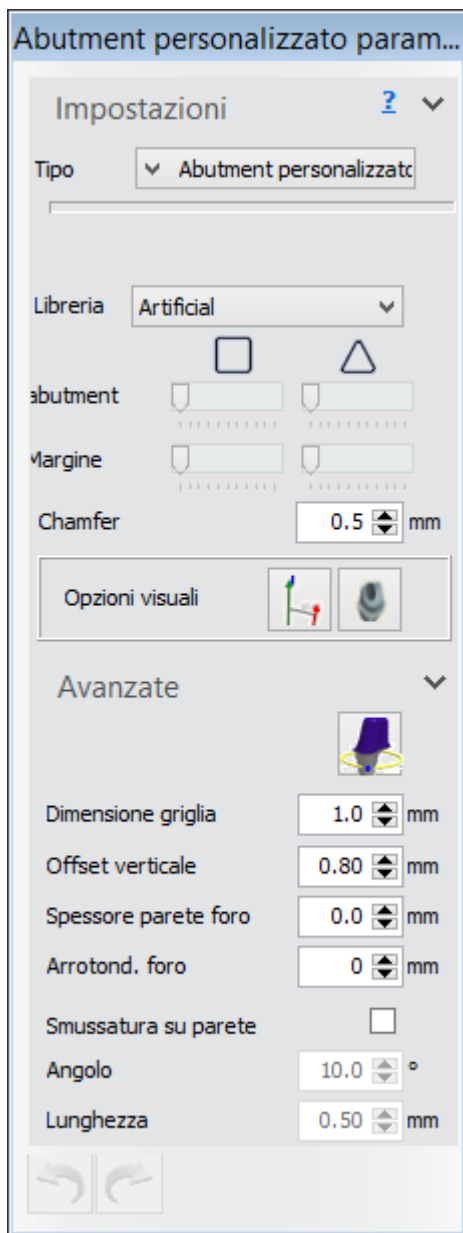 Abutment personalizzato param...
Impostazioni ?
Tipo Abutment personalizzato
Libreria Artificial
abutment
Margine
Chamfer 0.5 mm
Opzioni visuali
Avanzate
Dimensione griglia 1.0 mm
Offset verticale 0.80 mm
Spessore parete foro 0.0 mm
Arrotond. foro 0 mm
Smussatura su parete
Angolo 10.0 °
Lunghezza 0.50 mm